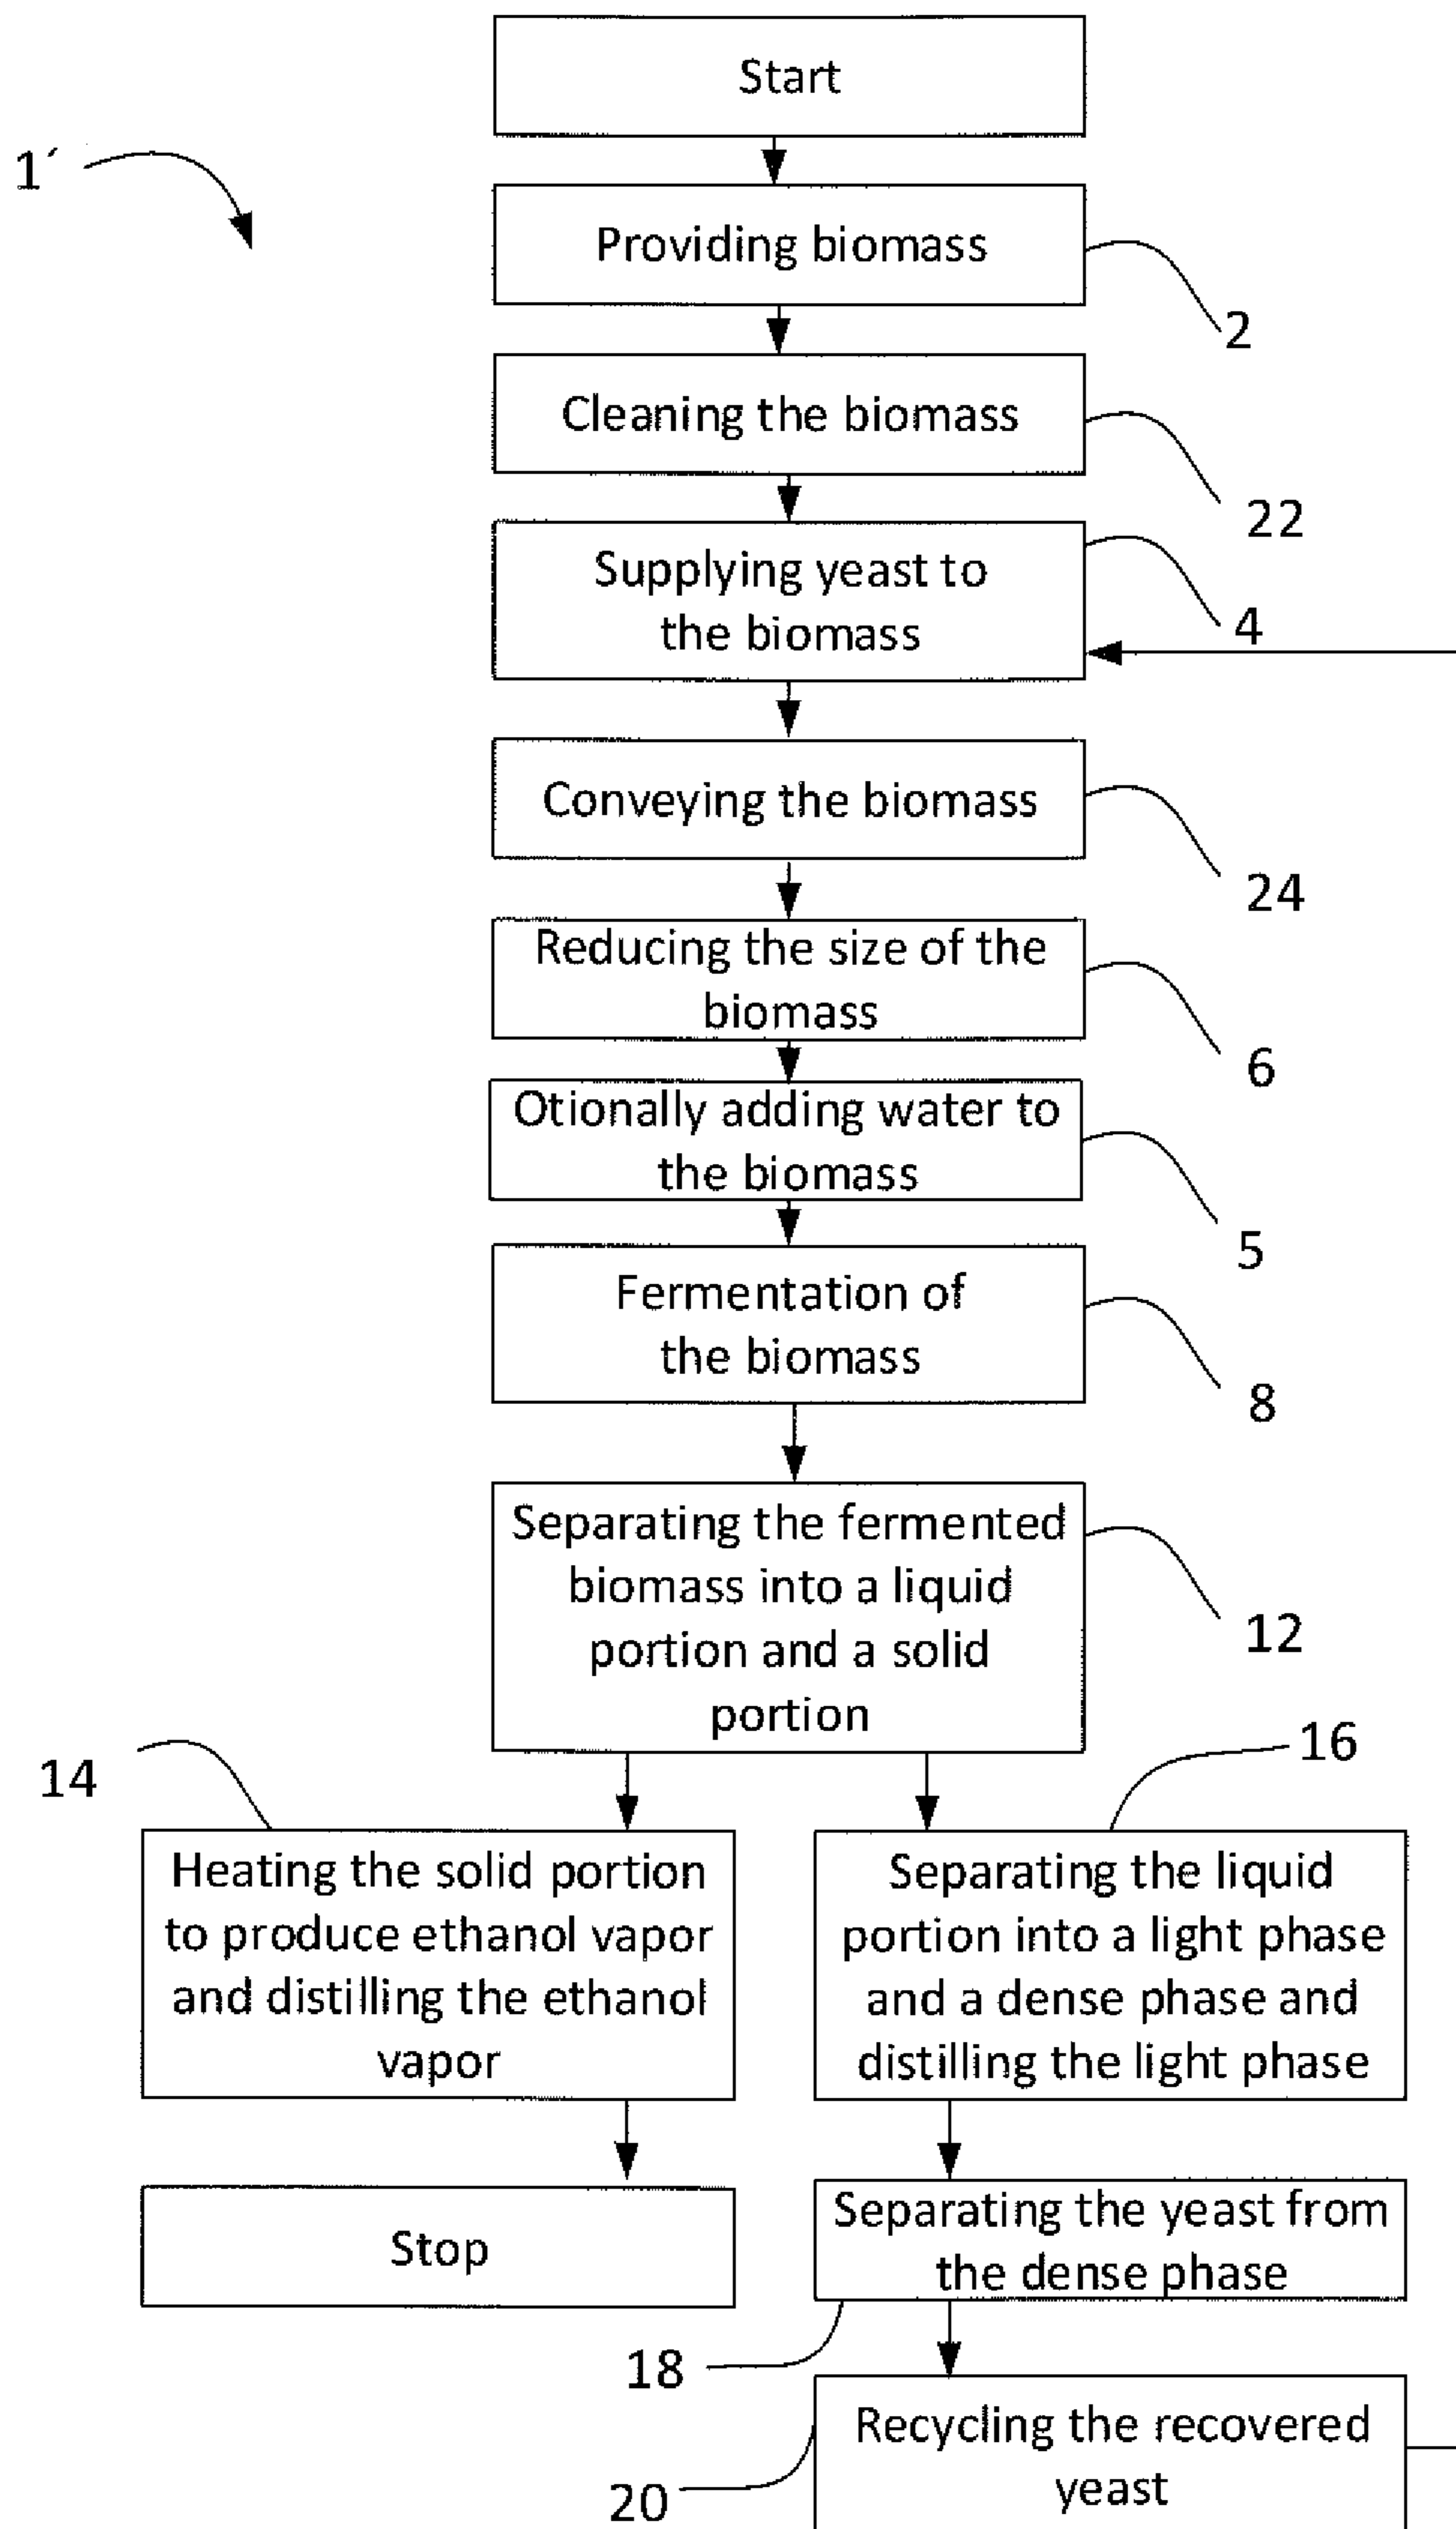 Start
1´
Providing biomass
2
Cleaning the biomass
22
Supplying yeast to
the biomass
4
Conveying the biomass
24
Reducing the size of the
biomass
6
Otionally adding water to
the biomass
5
Fermentation of
the biomass
8
Separating the fermented
biomass into a liquid
portion and a solid
portion
12
14
16
Heating the solid portion
to produce ethanol vapor
and distilling the ethanol
vapor
Separating the liquid
portion into a light phase
and a dense phase and
distilling the light phase
Stop
Separating the yeast from
the dense phase
18
Recycling the recovered
yeast
20